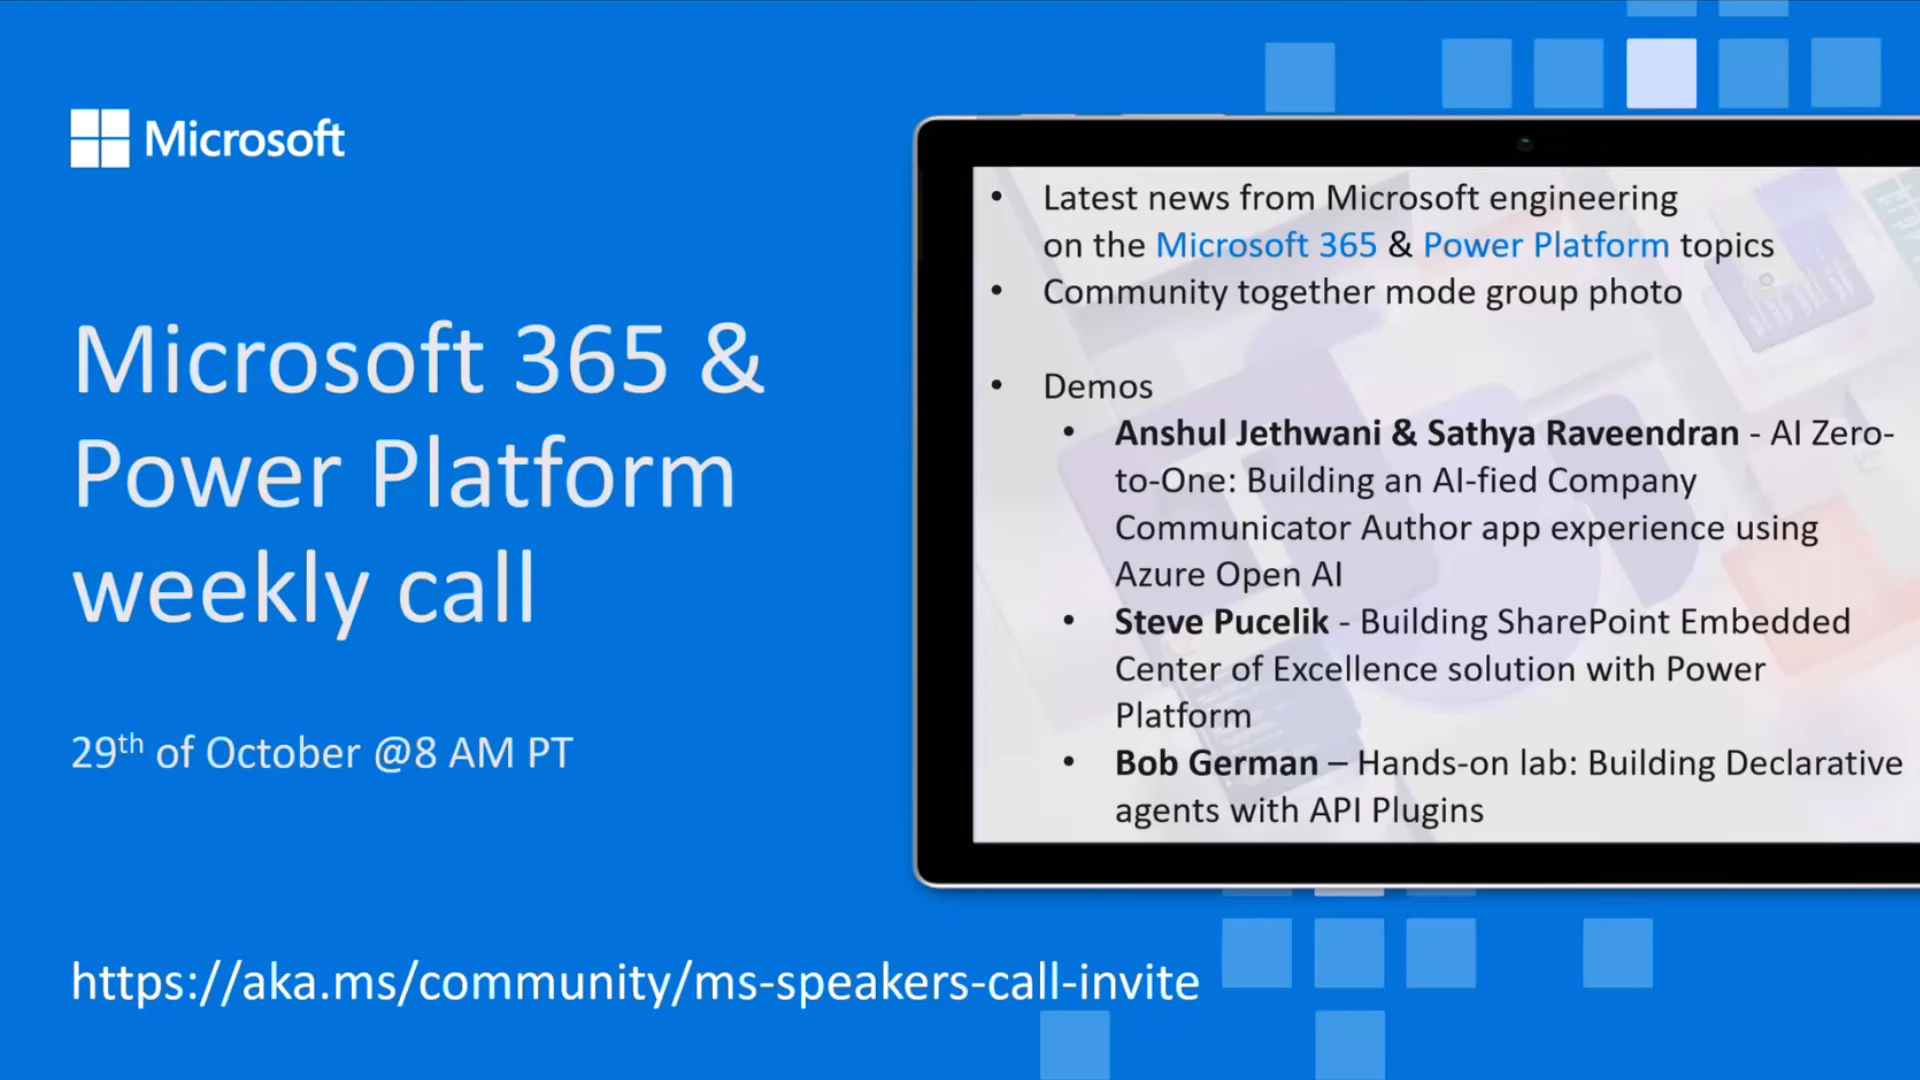 Microsoft
Microsoft 365 &
Power Platform
weekly call
29th of October @8 AM PT
https://aka.ms/community/ms-speakers-call-invite
• Latest news from Microsoft engineering
on the Microsoft 365 & Power Platform topics
• Community together mode group photo
• Demos
• Anshul Jethwani & Sathya Raveendran - AI Zero-
to-One: Building an AI-fied Company
Communicator Author app experience using
Azure Open AI
• Steve Pucelik - Building SharePoint Embedded
Center of Excellence solution with Power
Platform
• Bob German – Hands-on lab: Building Declarative
agents with API Plugins